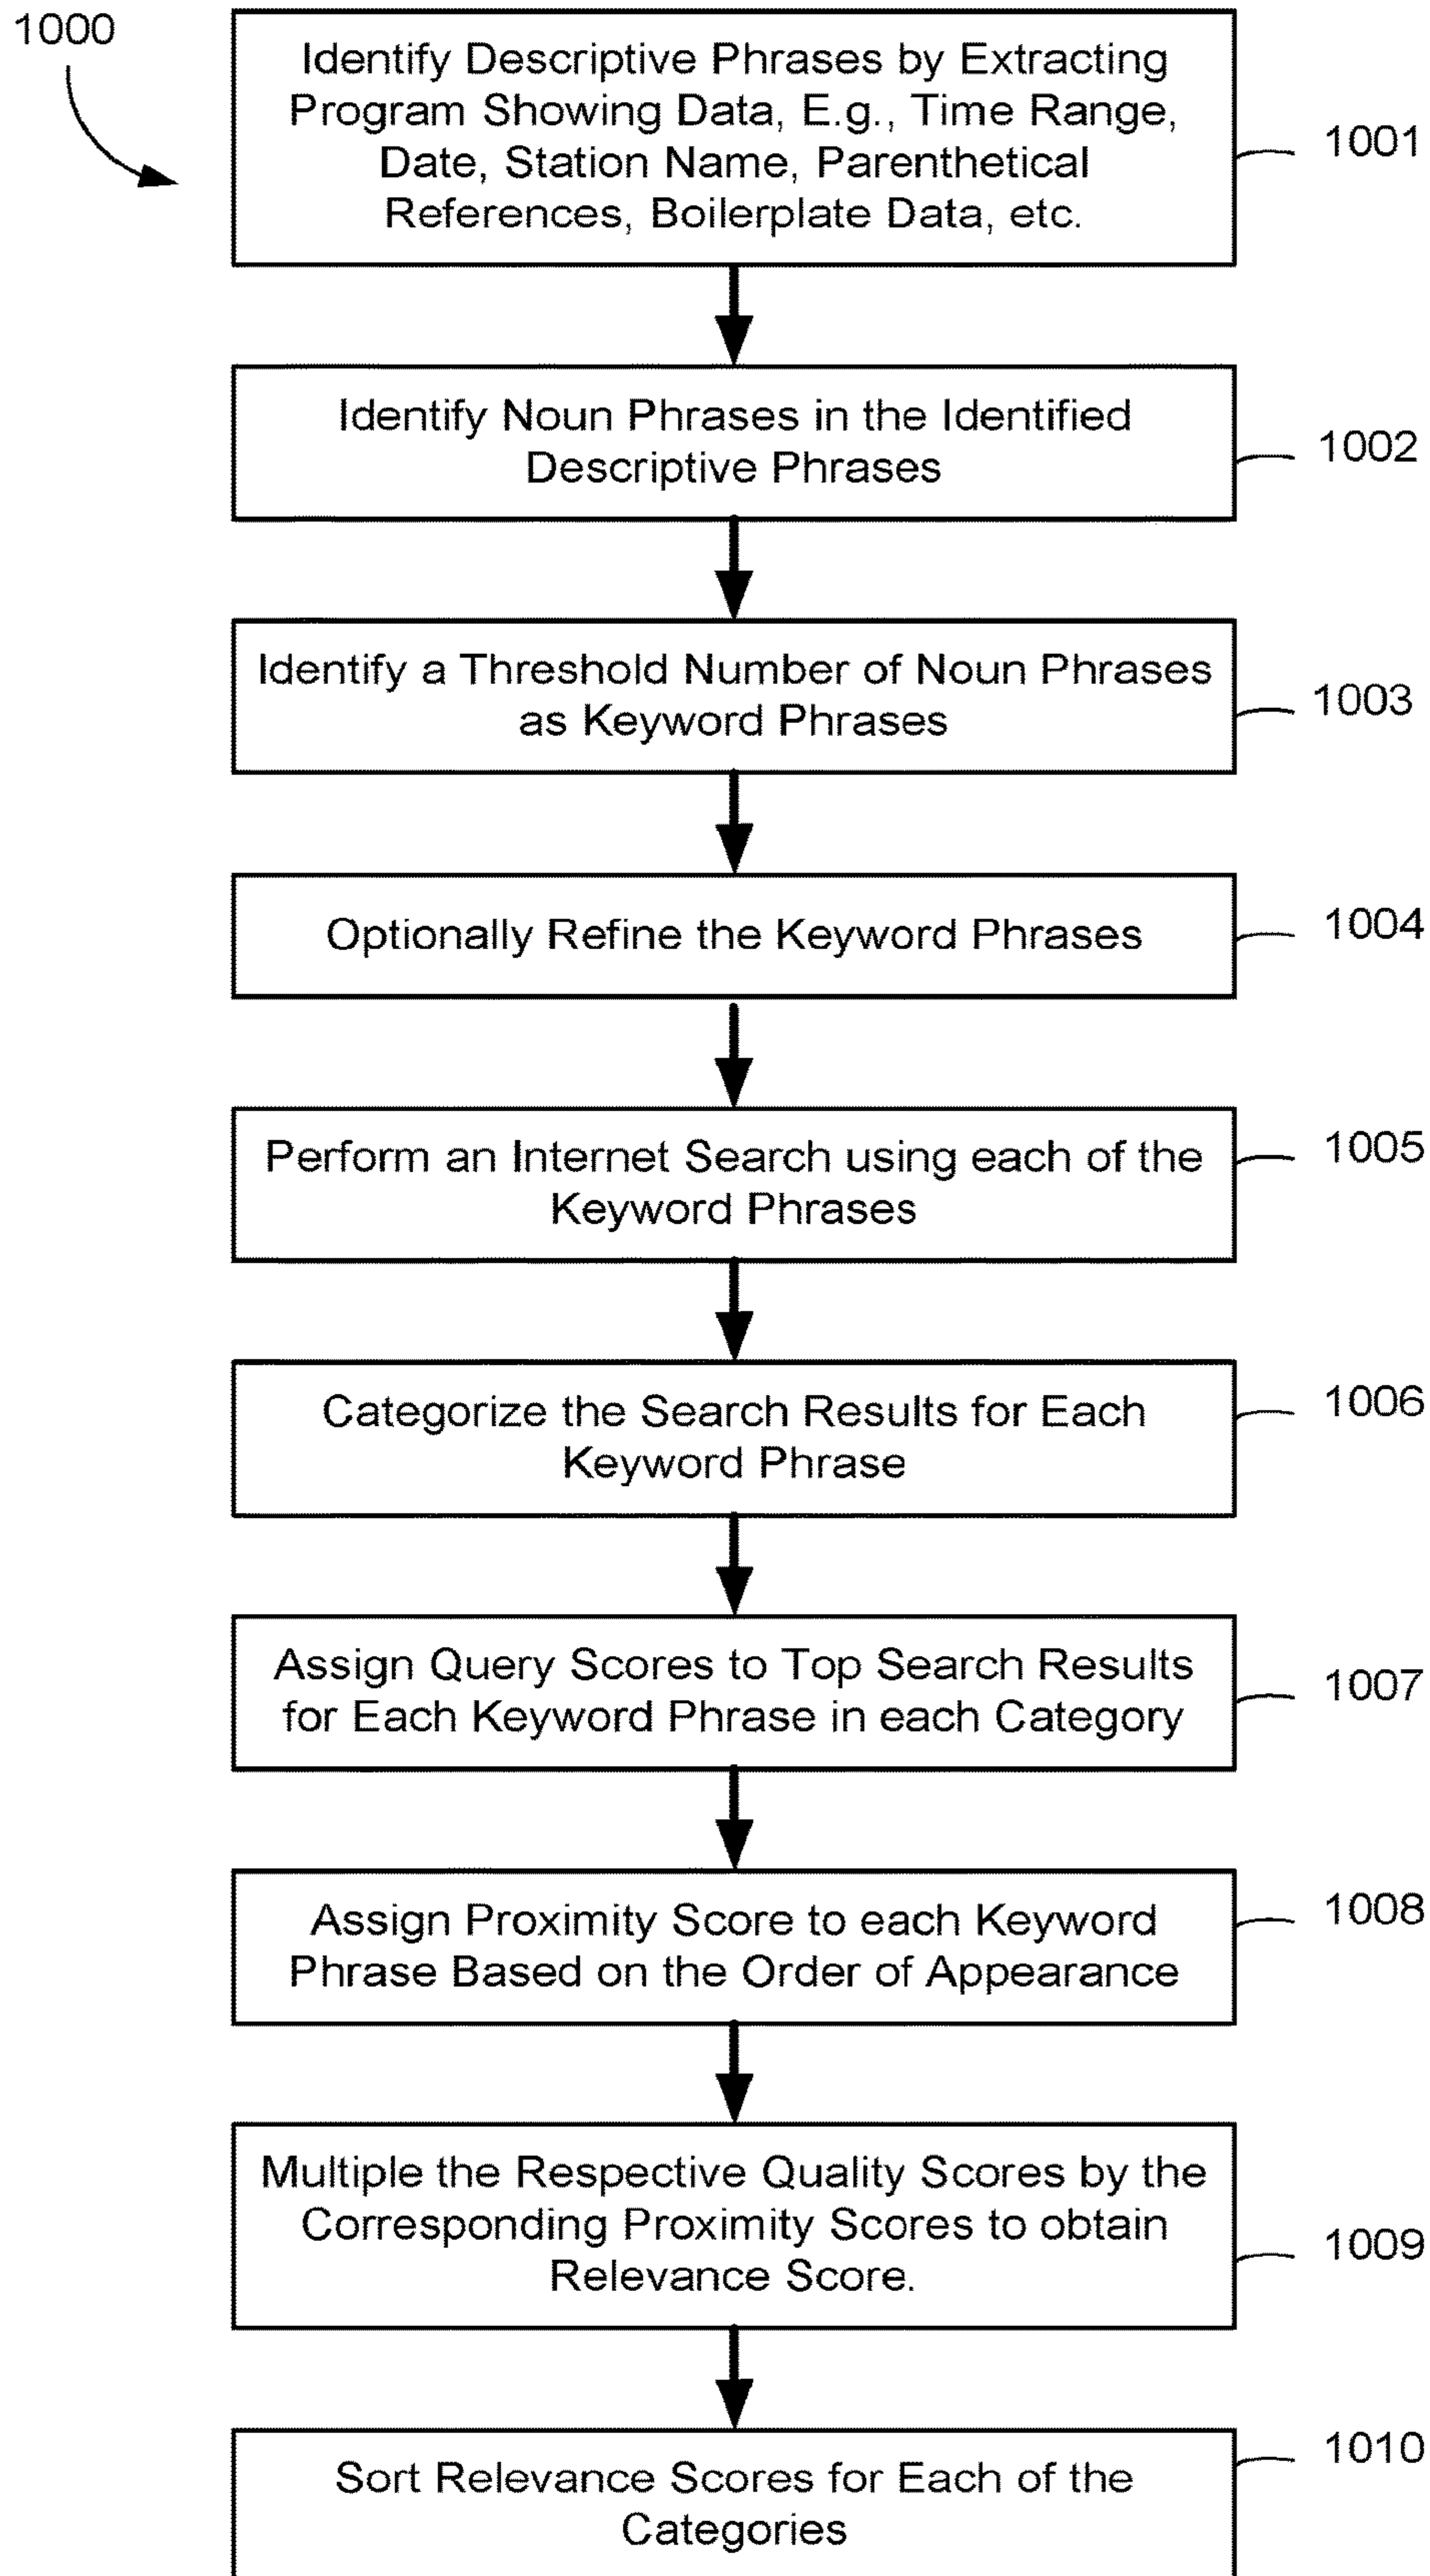 1000
Identify Descriptive Phrases by Extracting
Program Showing Data, E.g., Time Range,
Date, Station Name, Parenthetical
References, Boilerplate Data, etc.
1001
Identify Noun Phrases in the Identified
Descriptive Phrases
1002
Identify a Threshold Number of Noun Phrases
as Keyword Phrases
1003
Optionally Refine the Keyword Phrases
1004
Perform an Internet Search using each of the
Keyword Phrases
1005
Categorize the Search Results for Each
Keyword Phrase
1006
Assign Query Scores to Top Search Results
for Each Keyword Phrase in each Category
1007
Assign Proximity Score to each Keyword
Phrase Based on the Order of Appearance
1008
Multiple the Respective Quality Scores by the
Corresponding Proximity Scores to obtain
Relevance Score.
1009
Sort Relevance Scores for Each of the
Categories
1010